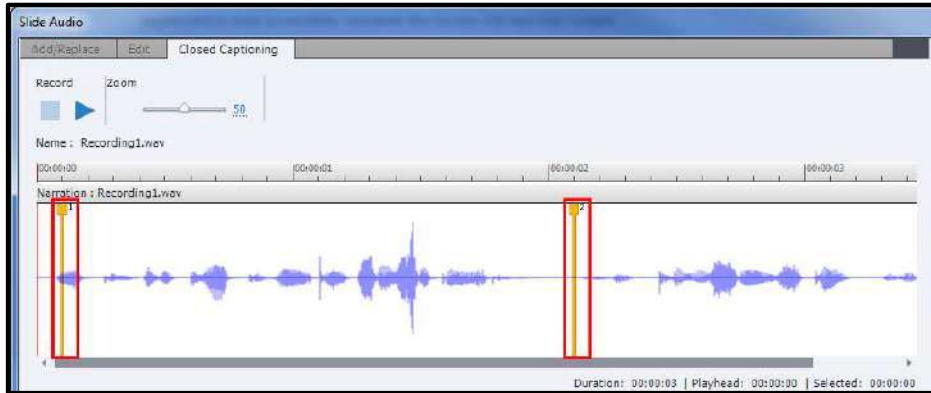 Slide Audio
Add/Replace Edit Closed Captioning
Record Zoom
50
Name : Recording1.wav
00:00:00 00:00:01 00:00:02 00:00:03
Narration : Recording1.wav
1 2
Duration: 00:00:03 | Playhead: 00:00:00 | Selected: 00:00:00